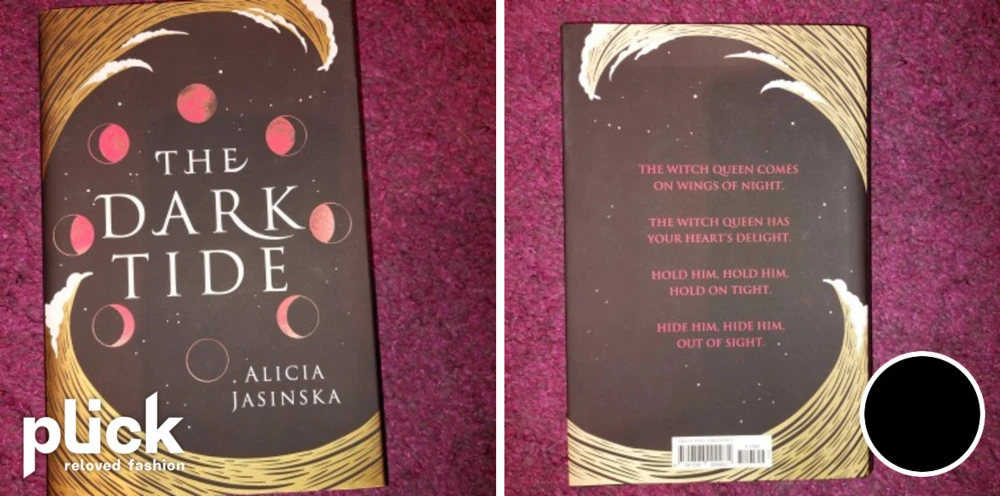 THE
DARK
TIDE
ALICIA
JASINSKA
plick
reloved fashion
THE WITCH QUEEN COMES
ON WINGS OF NIGHT.
THE WITCH QUEEN HAS
YOUR HEART'S DELIGHT.
HOLD HIM, HOLD HIM,
HOLD ON TIGHT.
HIDE HIM, HIDE HIM,
OUT OF SIGHT.